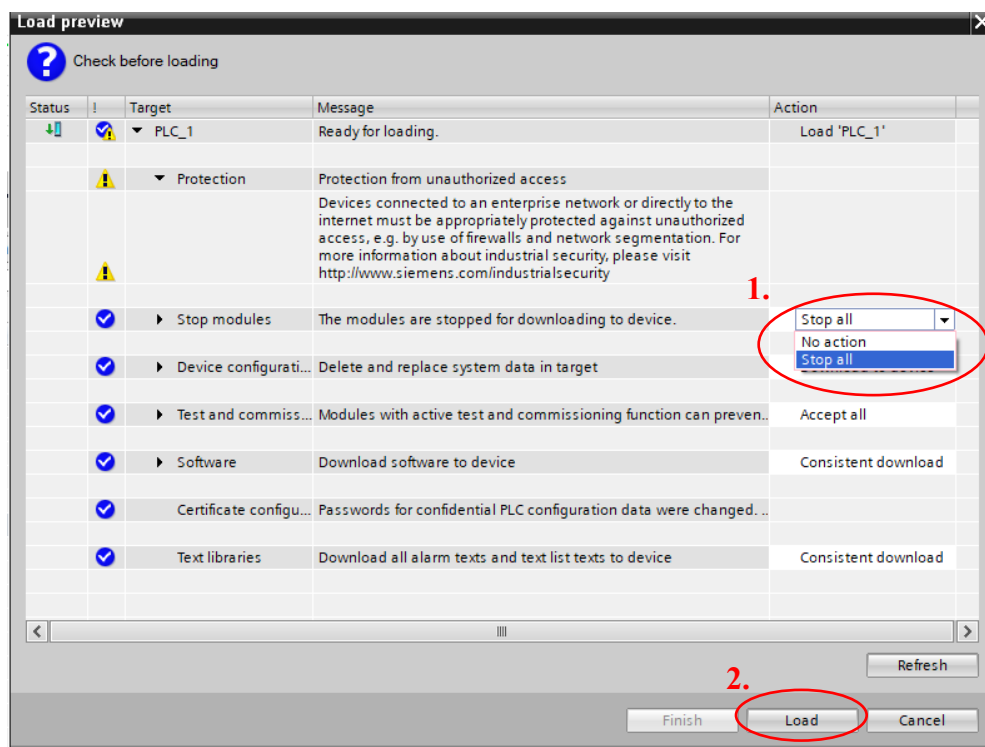 Load preview
Check before loading
Status ! Target Message Action
PLC_1 Ready for loading. Load 'PLC_1'
Protection Protection from unauthorized access
Devices connected to an enterprise network or directly to the
internet must be appropriately protected against unauthorized
access, e.g. by use of firewalls and network segmentation. For
more information about industrial security, please visit
http://www.siemens.com/industrialsecurity
1.
Stop modules The modules are stopped for downloading to device. Stop all
No action
Stop all
Device configurati... Delete and replace system data in target
Test and commiss... Modules with active test and commissioning function can preven.. Accept all
Software Download software to device Consistent download
Certificate configu... Passwords for confidential PLC configuration data were changed. ..
Text libraries Download all alarm texts and text list texts to device Consistent download
Refresh
2.
Finish Load Cancel